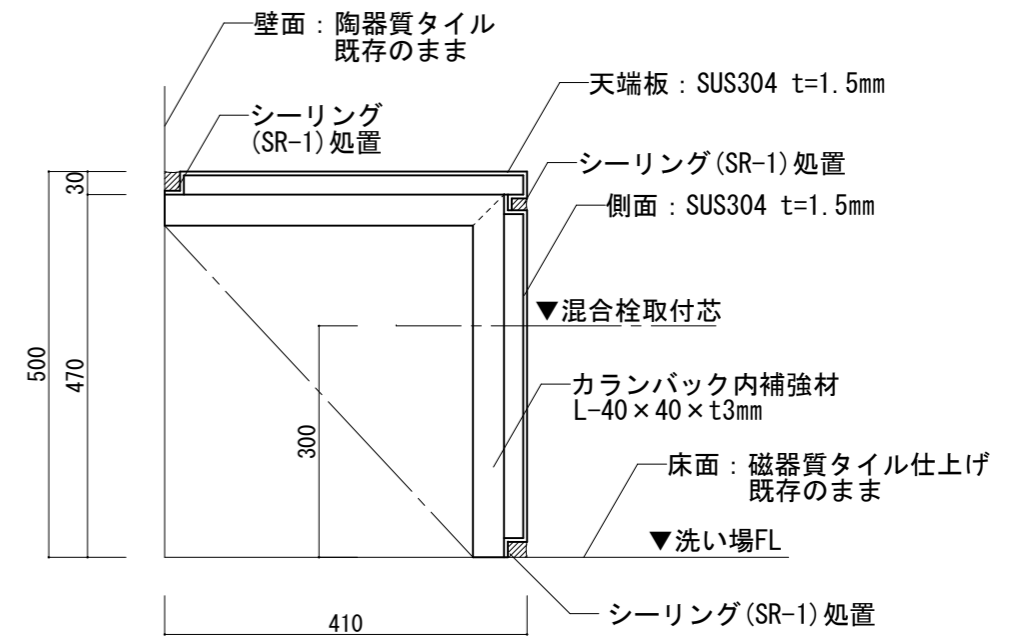 壁面：陶器質タイル
既存のまま
天端板：SUS304 t=1.5mm
シーリング
(SR-1)処置
シーリング(SR-1)処置
側面：SUS304 t=1.5mm
30
▼混合栓取付芯
500
470
カランバック内補強材
L-40×40×t3mm
300
床面：磁器質タイル仕上げ
既存のまま
▼洗い場FL
シーリング(SR-1)処置
410